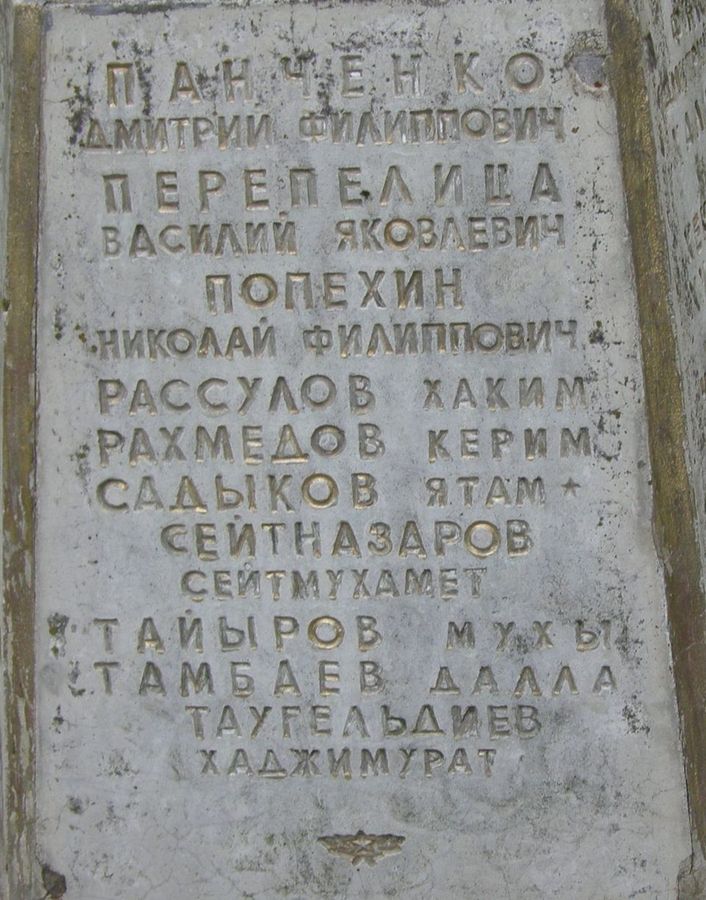 ПАНЧЕНКО
ДМИТРИИ ФИЛИППОВИЧ
ПЕРЕПЕЛИЦА
ВАСИЛИЙ ЯКОВЛЕВИЧ
ПОПЕХИН
НИКОЛАЙ ФИЛИППОВИЧ
РАССУЛОВ ХАКИМ
РАХМЕДОВ КЕРИМ
САДЫКОВ ЯТАМ *
СЕЙТНАЗАРОВ
СЕЙТМУХАМЕТ
ТАЙЫРОВ МУХЫ
ТАМБАЕВ ДАЛЛА
ТАУГЕЛЬДИЕВ
ХАДЖИМУРАТ